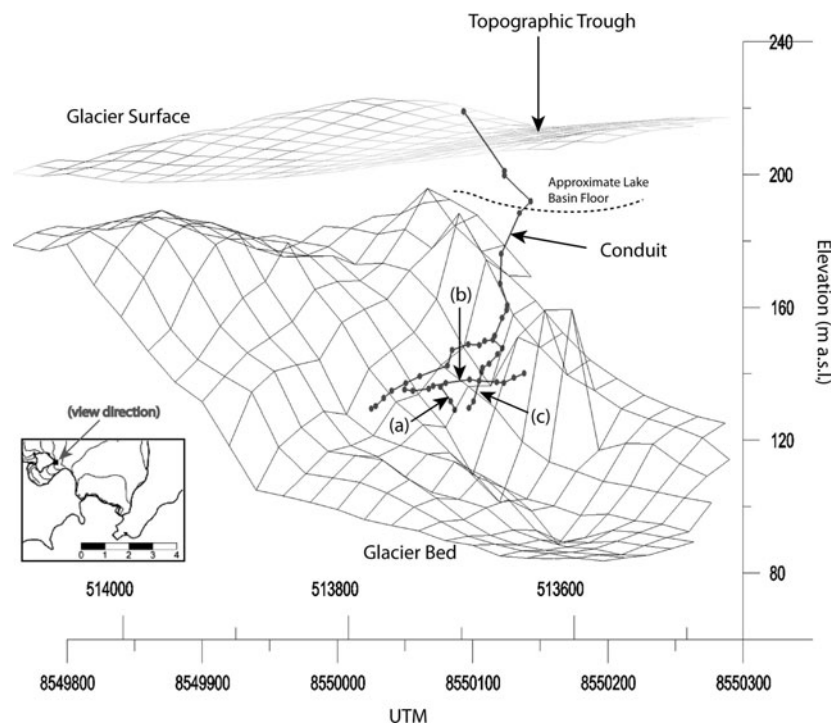 Topographic Trough
240
Glacier Surface
200
Approximate Lake
Basin Floor
Conduit
Elevation (m a.s.l.)
(b)
160
(a)
(c)
(view direction)
120
0 1 2 3 4
Glacier Bed
80
514000 513800 513600
8549800 8549900 8550000 8550100 8550200 8550300
UTM